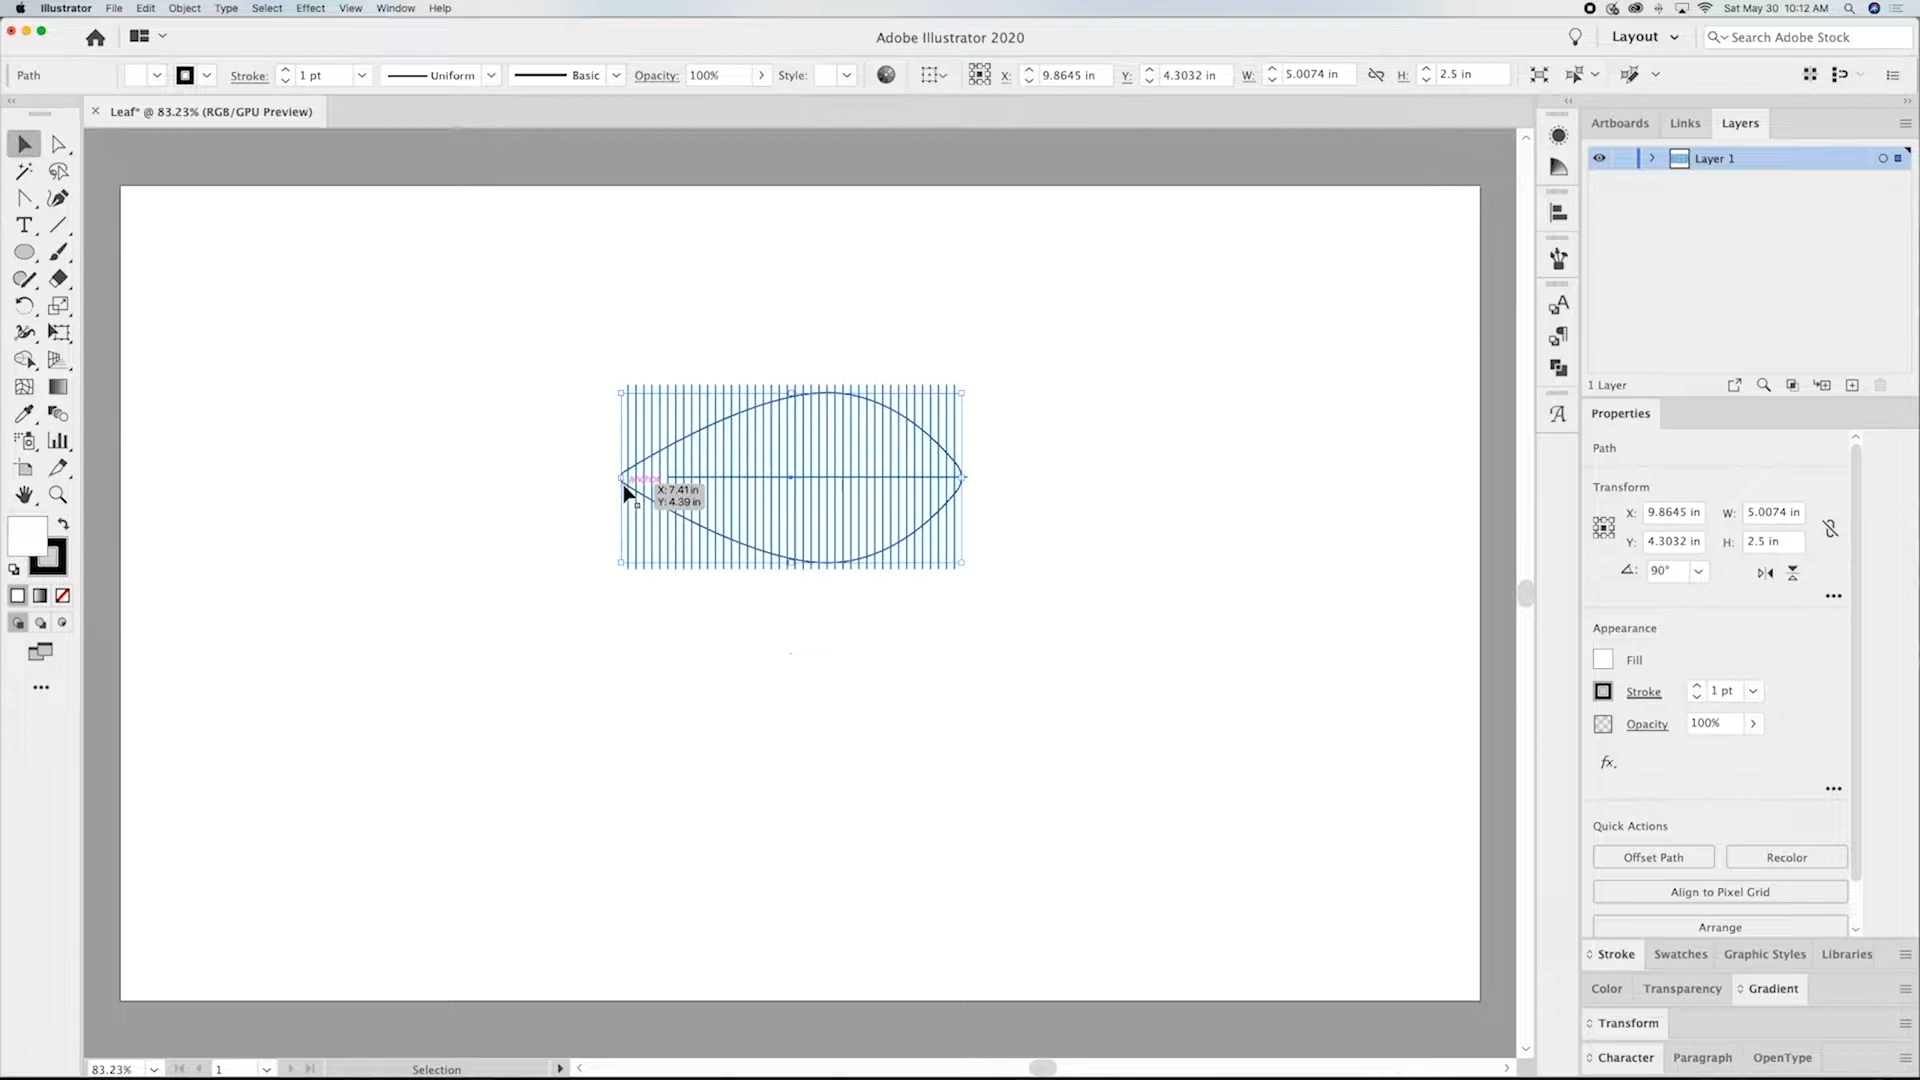 Illustrator File Edit Object Type Select Effect View Window Help
Sat May 30 10:12 AM
Adobe Illustrator 2020
Layout
Search Adobe Stock
Path
Stroke: 1 pt Uniform Basic Opacity: 100% Style: X: 9.8645 in Y: 4.3032 in W: 5.0074 in H: 2.5 in
Leaf* @ 83.23% (RGB/GPU Preview)
Artboards Links Layers
Layer 1
1 Layer
Properties
Path
Transform
X: 9.8645 in W: 5.0074 in
Y: 4.3032 in H: 2.5 in
90°
Appearance
Fill
Stroke 1 pt
Opacity 100%
fx.
Quick Actions
Offset Path Recolor
Align to Pixel Grid
Arrange
Stroke Swatches Graphic Styles Libraries
Color Transparency Gradient
Transform
Character Paragraph OpenType
anchor
X: 7.41 in
Y: 4.39 in
83.23% 1 Selection